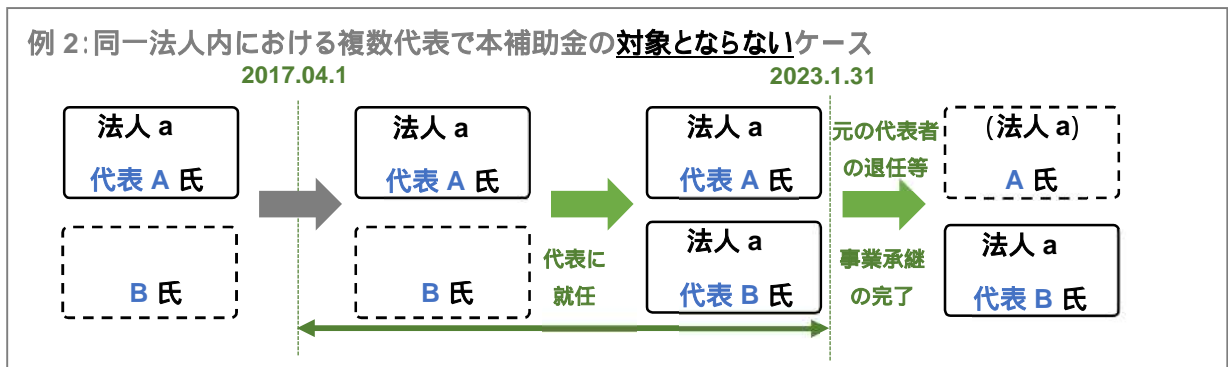 例 2:同一法人内における複数代表で本補助金の対象とならないケース
2017.04.1
2023.1.31
法人 a
代表 A 氏
B 氏
法人 a
代表 A 氏
B 氏
代表に
就任
法人 a
代表 A 氏
法人 a
代表 B 氏
元の代表者
の退任等
事業承継
の完了
(法人 a)
A 氏
法人 a
代表 B 氏